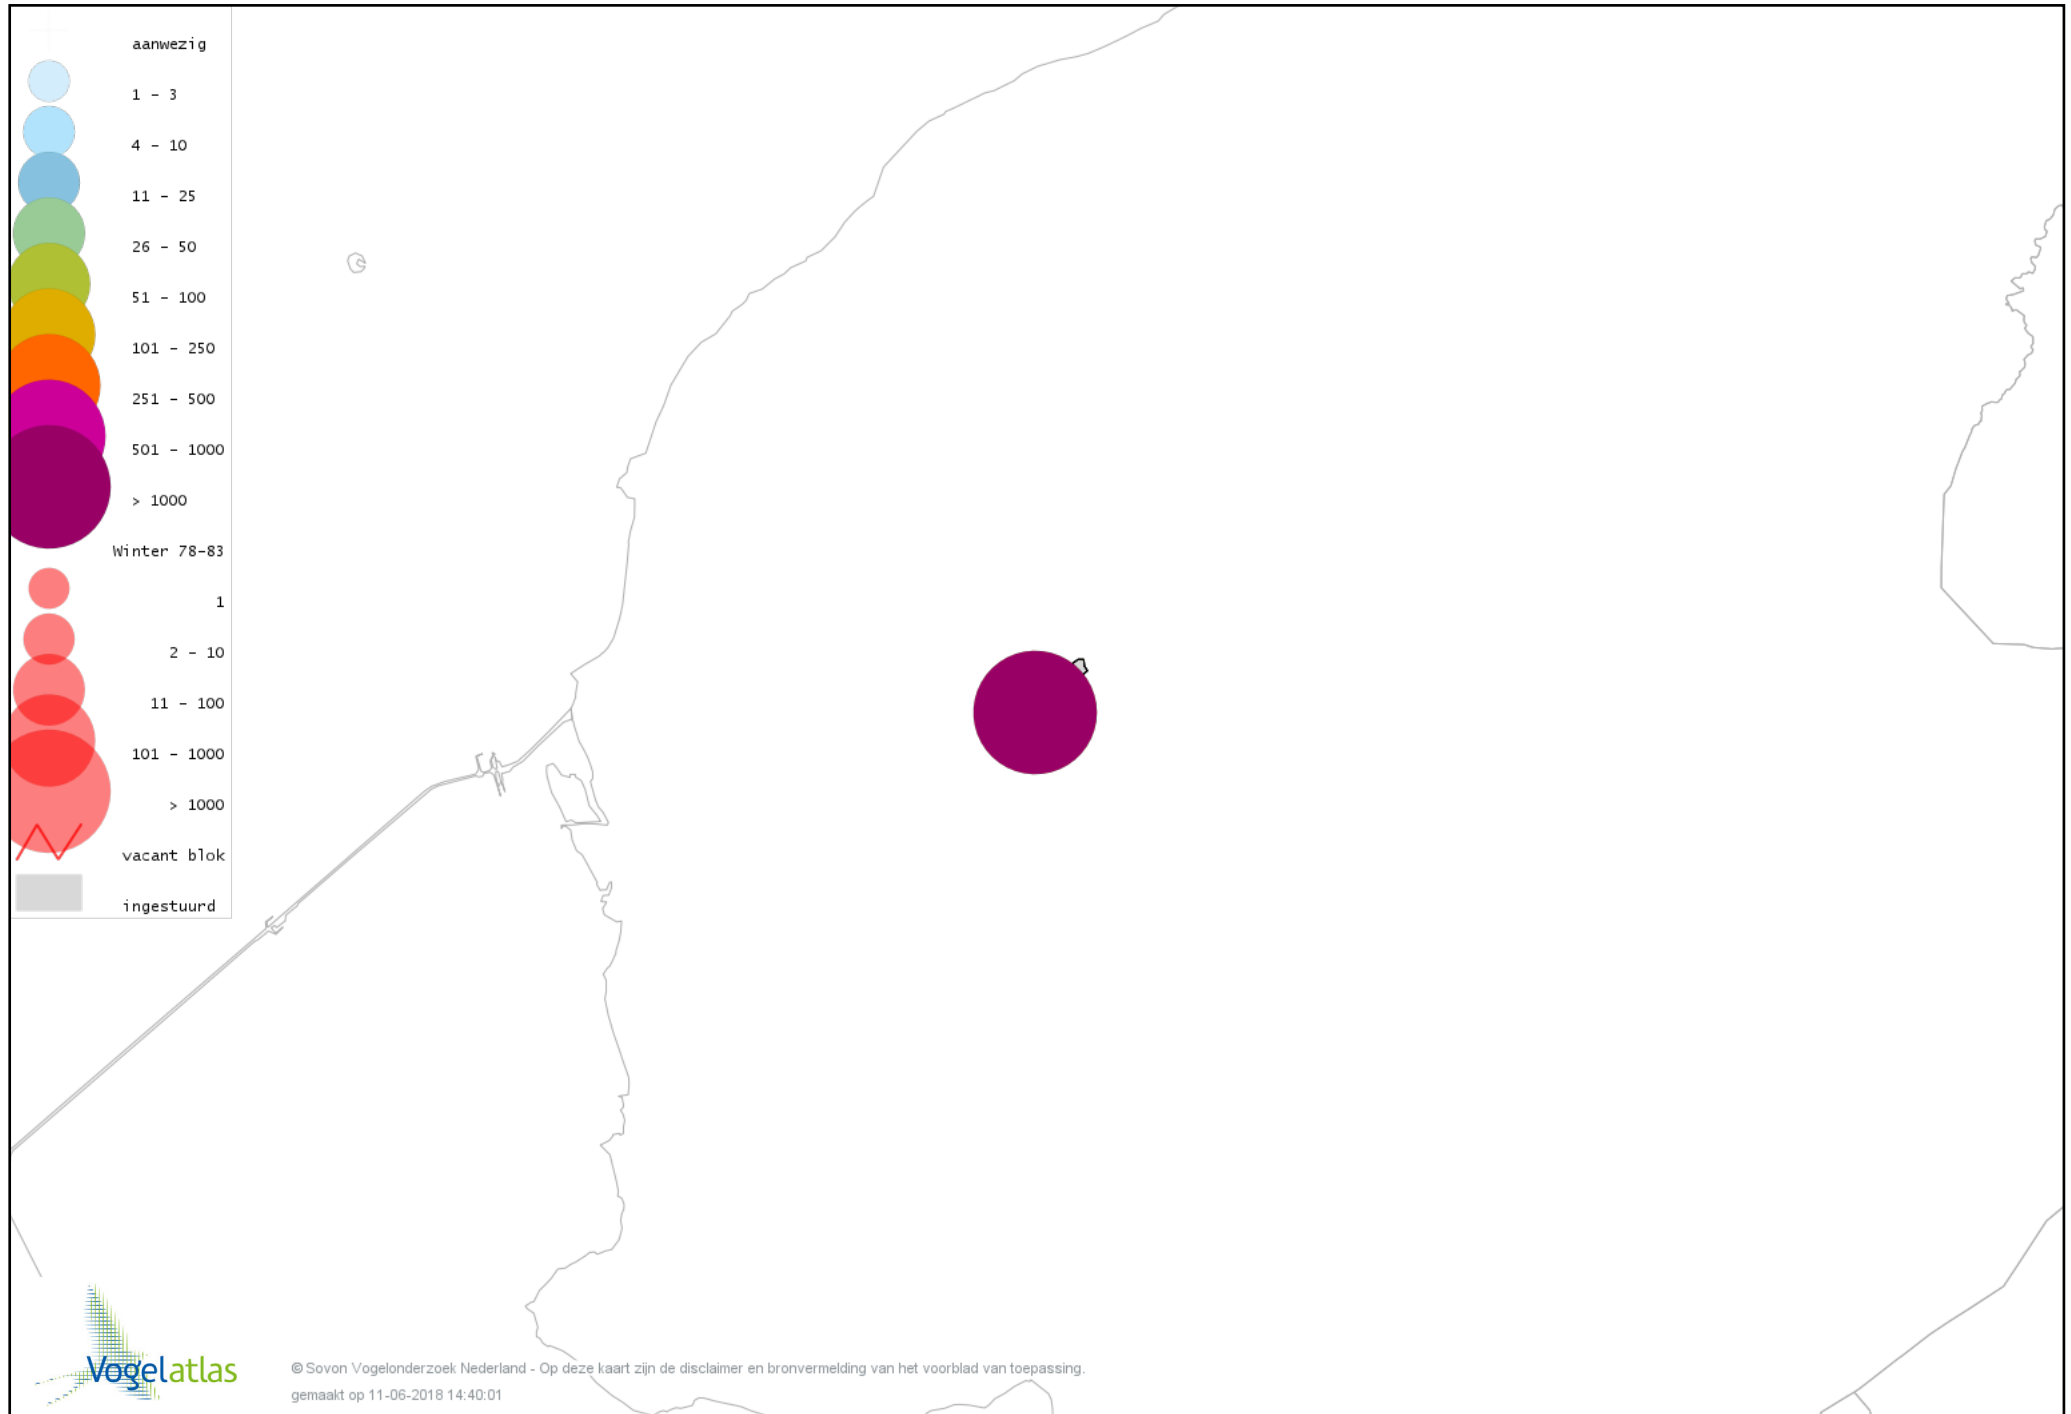 aanwezig
1 - 3
4 - 10
11 - 25
26 - 50
51 - 100
101 - 250
251 - 500
501 - 1000
> 1000
Winter 78-83
1
2 - 10
11 - 100
101 - 1000
> 1000
vacant blok
ingestuurd
Vogelatlas
© Sovon Vogelonderzoek Nederland - Op deze kaart zijn de disclaimer en bronvermelding van het voorblad van toepassing.
gemaakt op 11-06-2018 14:40:01